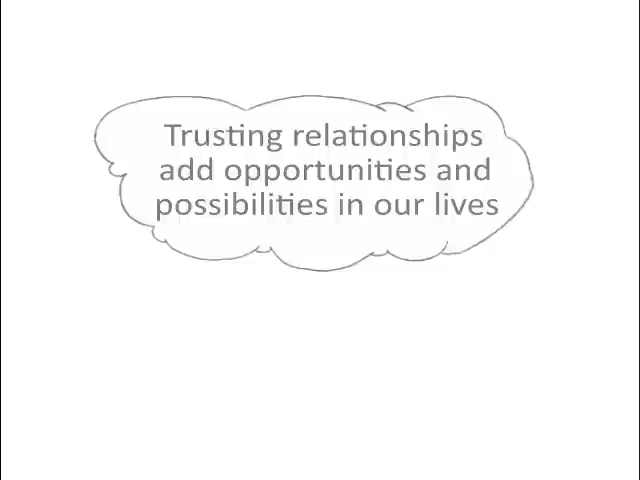 Trusting relationships
add opportunities and
possibilities in our lives